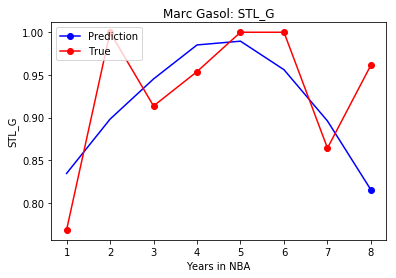 Marc Gasol: STL_G
Prediction
True
1.00
0.95
0.90
0.85
0.80
STL_G
1 2 3 4 5 6 7 8
Years in NBA